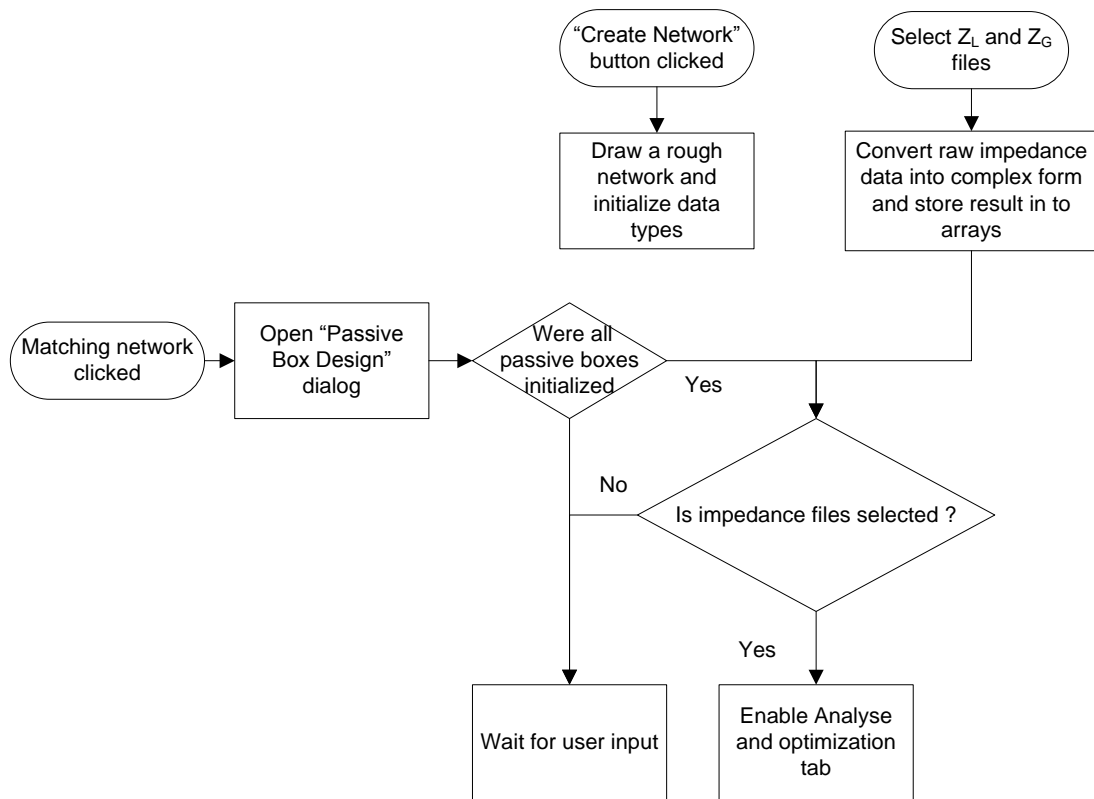 “Create Network”
button clicked
Select Z_L and Z_G
files
Draw a rough
network and
initialize data
types
Convert raw impedance
data into complex form
and store result in to
arrays
Matching network
clicked
Open “Passive
Box Design”
dialog
Were all
passive boxes
initialized
Yes
No
Is impedance files selected ?
Yes
Wait for user input
Enable Analyse
and optimization
tab